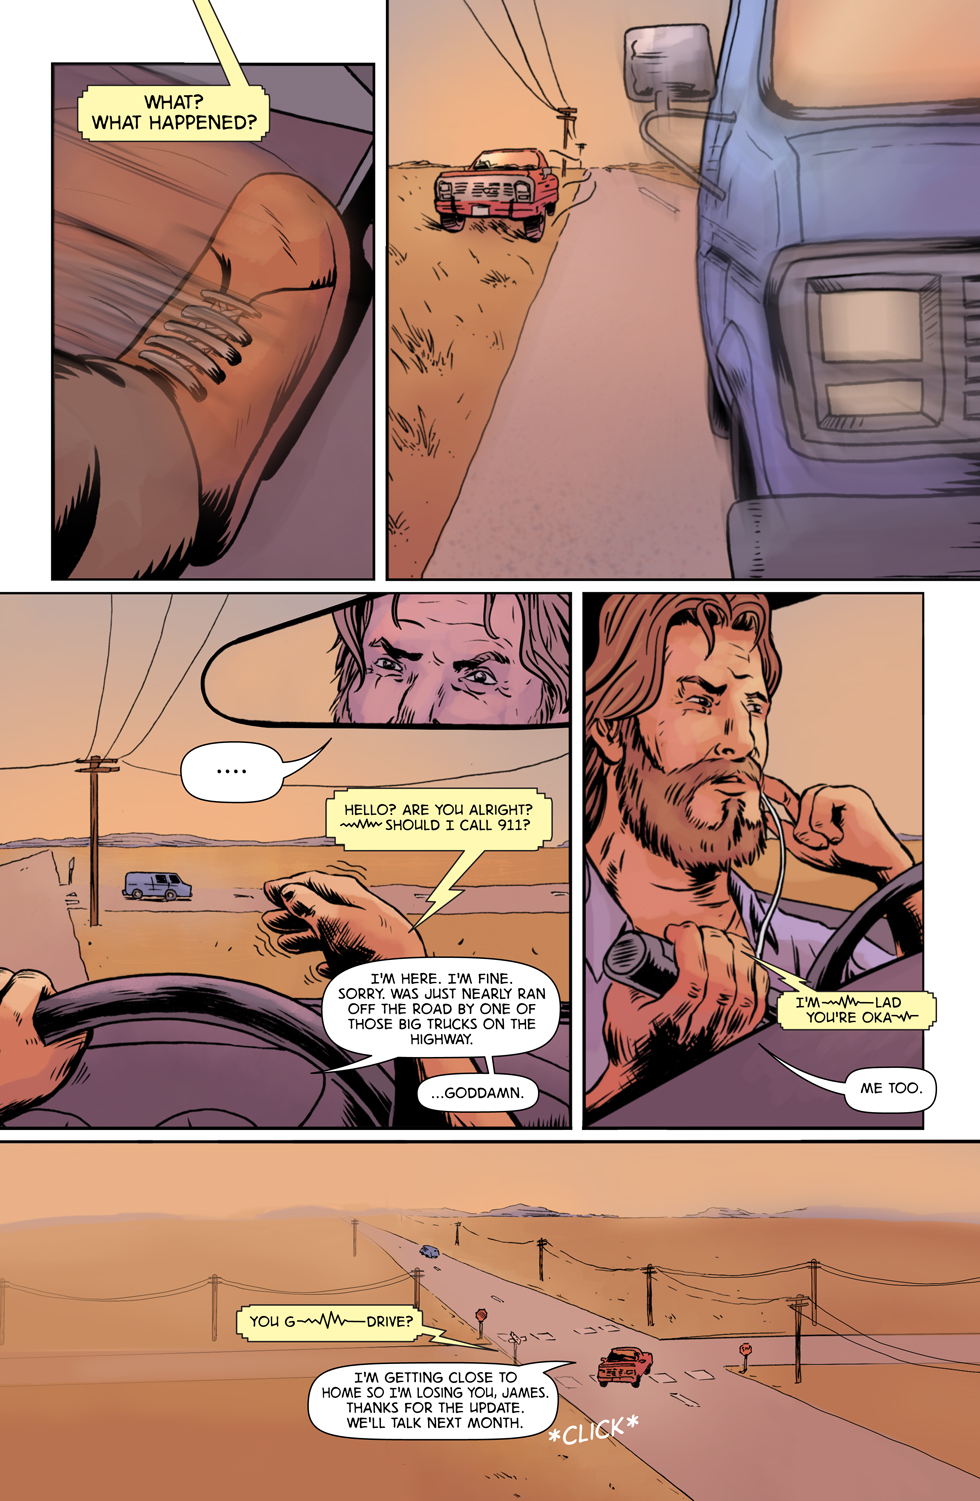 WHAT?
WHAT HAPPENED?
....
HELLO? ARE YOU ALRIGHT?
SHOULD I CALL 911?
I'M HERE. I'M FINE.
SORRY. WAS JUST NEARLY RAN
OFF THE ROAD BY ONE OF
THOSE BIG TRUCKS ON THE
HIGHWAY.
...GODDAMN.
I'M LAD
YOU'RE OKA
ME TOO.
YOU G DRIVE?
I'M GETTING CLOSE TO
HOME SO I'M LOSING YOU, JAMES.
THANKS FOR THE UPDATE.
WE'LL TALK NEXT MONTH.
*CLICK*